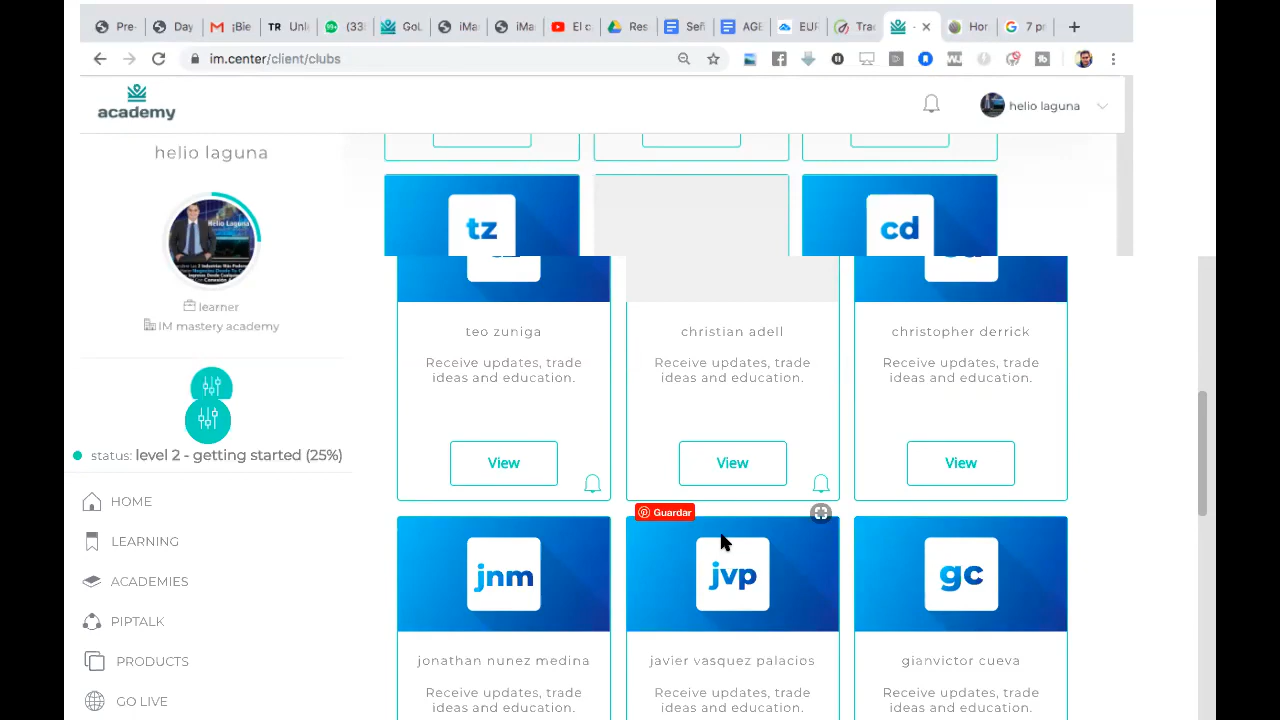 Pre-
Day
¡Bie
TR
Unl
99+
(33
GoL
iMa
iMa
El c
Res
Señ
AGE
EUF
Tra
-
Hor
7 pr
im.center/client/clubs
academy
helio laguna
helio laguna
learner
IM mastery academy
status: level 2 - getting started (25%)
HOME
LEARNING
ACADEMIES
PIPTALK
PRODUCTS
GO LIVE
tz
cd
teo zuniga
Receive updates, trade
ideas and education.
View
christian adell
Receive updates, trade
ideas and education.
View
christopher derrick
Receive updates, trade
ideas and education.
View
Guardar
jnm
jvp
gc
jonathan nunez medina
Receive updates, trade
ideas and education.
javier vasquez palacios
Receive updates, trade
ideas and education.
gianvictor cueva
Receive updates, trade
ideas and education.